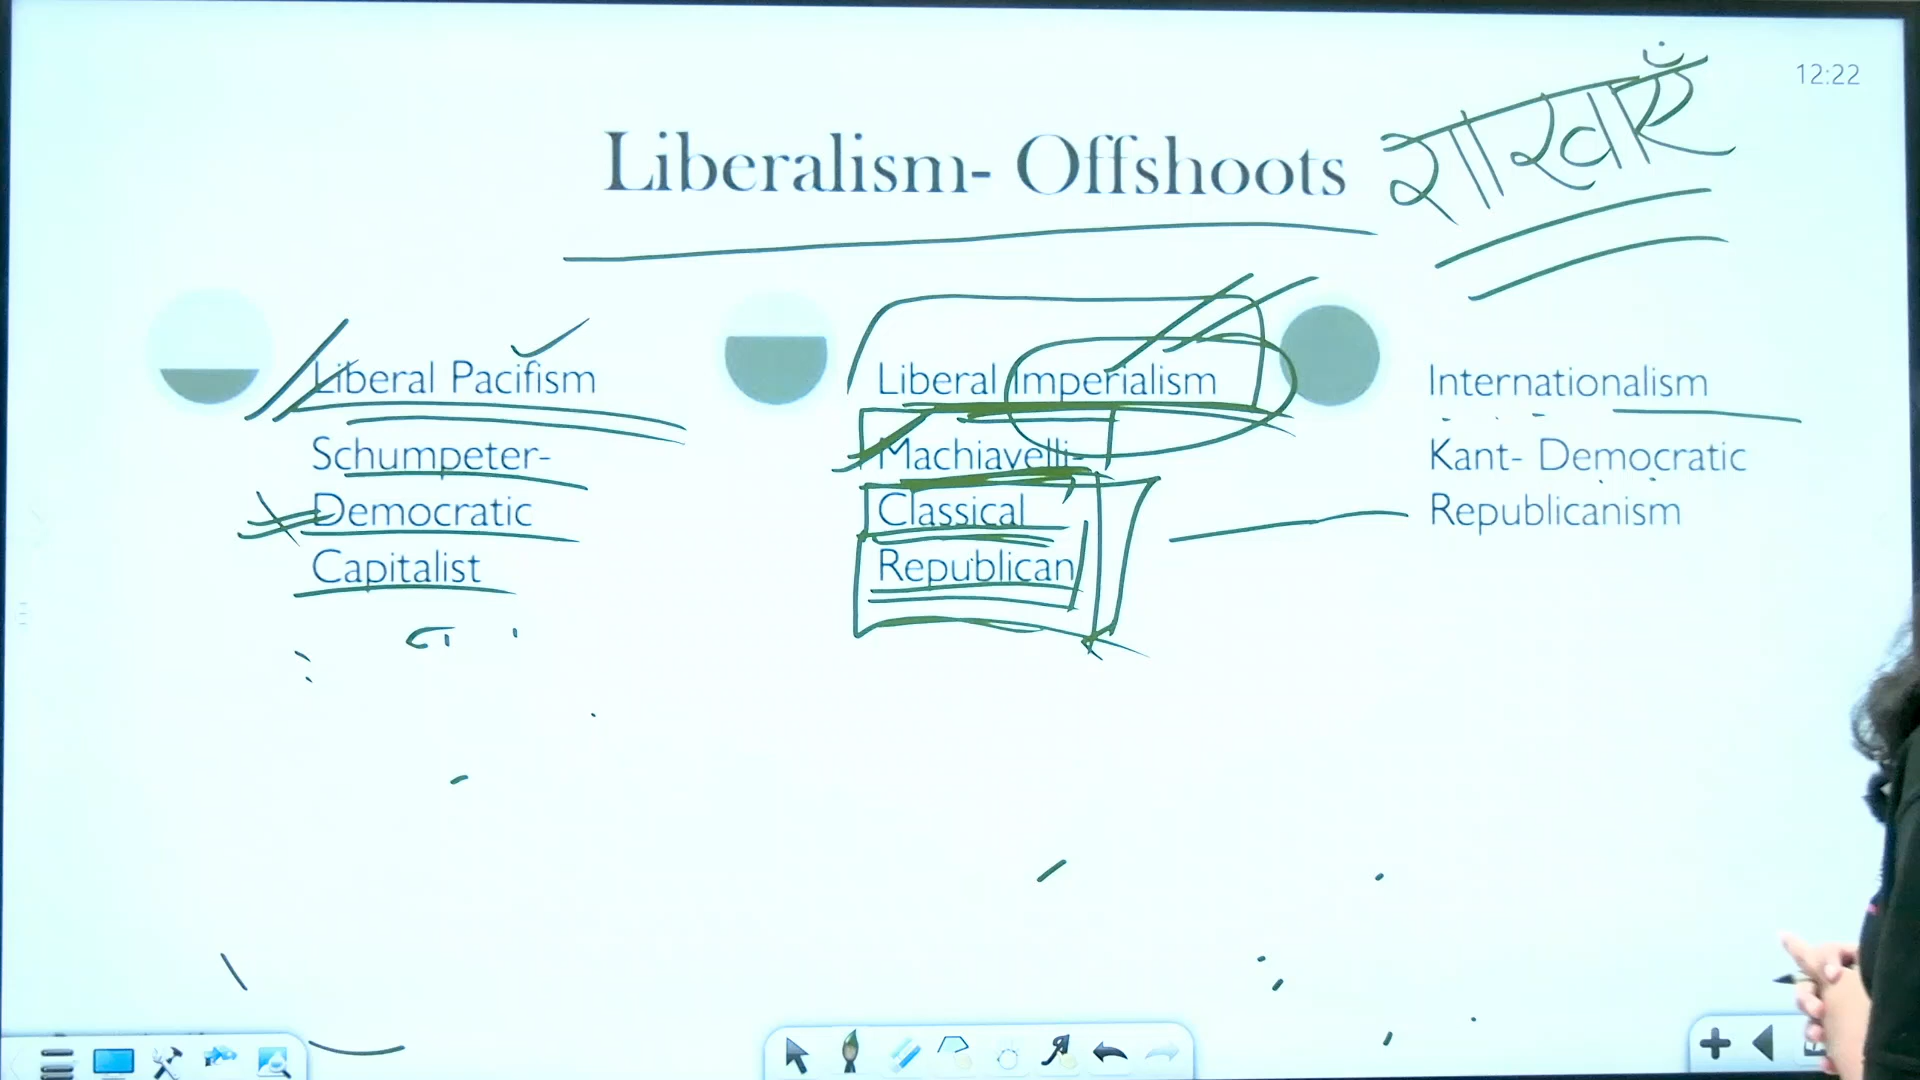 12:22
Liberalism- Offshoots शाखाएँ
Liberal Pacifism
Schumpeter-
Democratic
Capitalist
Liberal Imperialism
Machiavelli-
Classical
Republican
Internationalism
Kant- Democratic
Republicanism